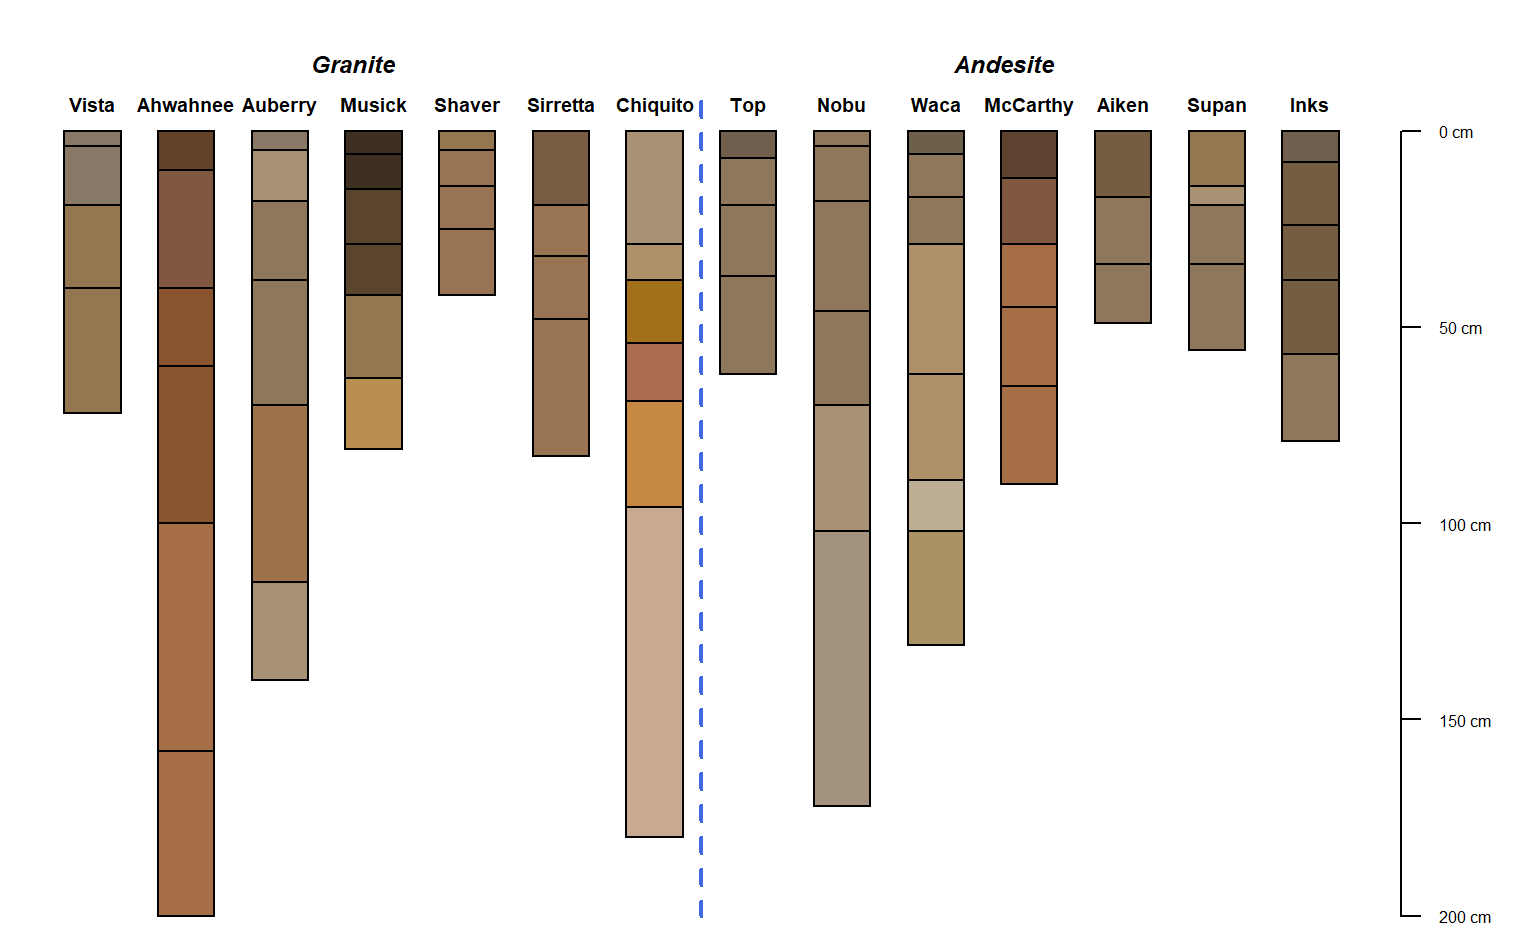 Granite Andesite
Vista Ahwahnee Auberry Musick Shaver Sirretta Chiquito Top Nobu Waca McCarthy Aiken Supan Inks
0 cm
50 cm
100 cm
150 cm
200 cm